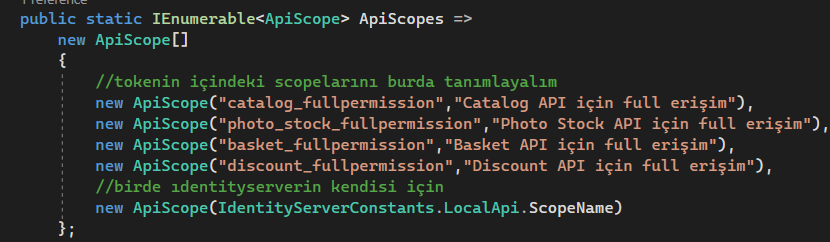 Preference
public static IEnumerable<ApiScope> ApiScopes =>
new ApiScope[]
{
//tokenin içindeki scopelarını burda tanımlayalım
new ApiScope("catalog_fullpermission","Catalog API için full erişim"),
new ApiScope("photo_stock_fullpermission","Photo Stock API için full erişim"),
new ApiScope("basket_fullpermission","Basket API için full erişim"),
new ApiScope("discount_fullpermission","Discount API için full erişim"),
//birde ıdentityserverin kendisi için
new ApiScope(IdentityServerConstants.LocalApi.ScopeName)
};